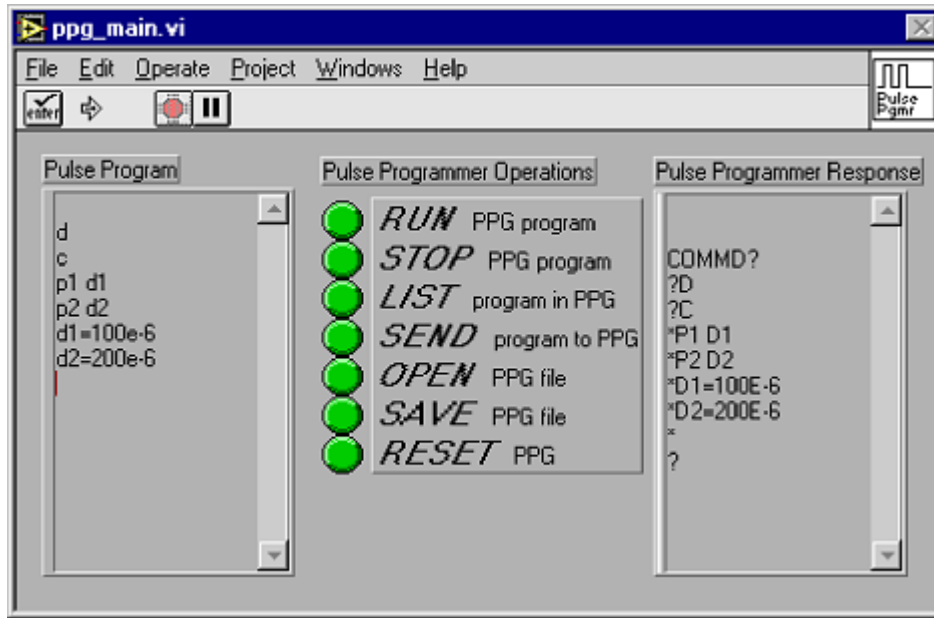 ppg_main.vi
File Edit Operate Project Windows Help
enter
Pulse
Pgmr
Pulse Program
d
c
p1 d1
p2 d2
d1=100e-6
d2=200e-6
Pulse Programmer Operations
RUN PPG program
STOP PPG program
LIST program in PPG
SEND program to PPG
OPEN PPG file
SAVE PPG file
RESET PPG
Pulse Programmer Response
COMMD?
?D
?C
*P1 D1
*P2 D2
*D1=100E-6
*D2=200E-6
*
?